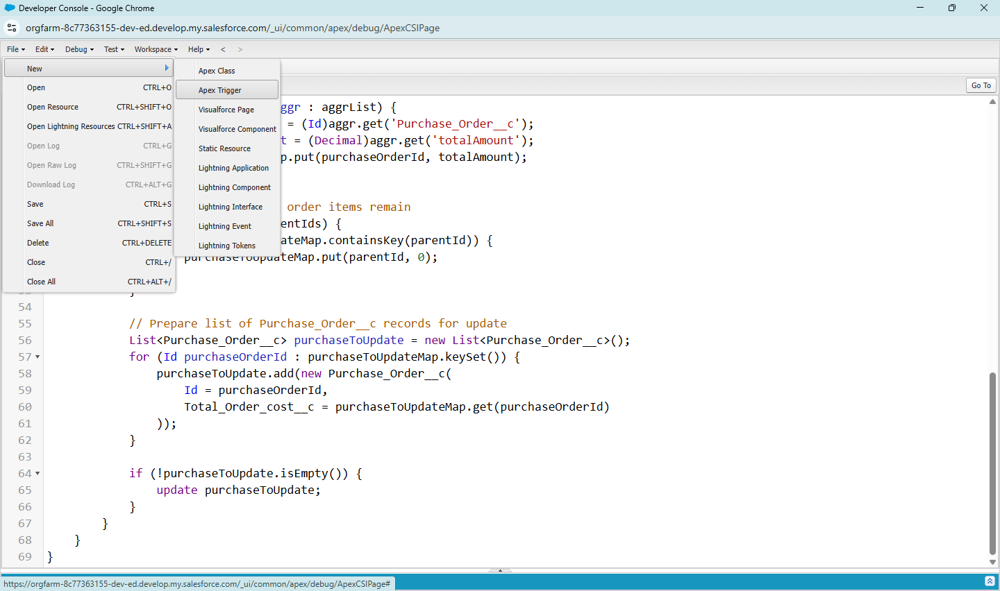 Developer Console - Google Chrome
orgfarm-8c77363155-dev-ed.develop.my.salesforce.com/_ui/common/apex/debug/ApexCSIPage
File Edit Debug Test Workspace Help < >
New
Open CTRL+O
Open Resource CTRL+SHIFT+O
Open Lightning Resources CTRL+SHIFT+A
Open Log CTRL+G
Open Raw Log CTRL+SHIFT+G
Download Log CTRL+ALT+G
Save CTRL+S
Save All CTRL+SHIFT+S
Delete CTRL+DELETE
Close CTRL+/
Close All CTRL+ALT+/
Apex Class
Apex Trigger
Visualforce Page
Visualforce Component
Static Resource
Lightning Application
Lightning Component
Lightning Interface
Lightning Event
Lightning Tokens
Go To
ggr : aggrList) {
= (Id)aggr.get('Purchase_Order__c');
t = (Decimal)aggr.get('totalAmount');
p.put(purchaseOrderId, totalAmount);
order items remain
entIds) {
ateMap.containsKey(parentId)) {
purchaseToUpdateMap.put(parentId, 0);
53 }
54
55 // Prepare list of Purchase_Order__c records for update
56 List<Purchase_Order__c> purchaseToUpdate = new List<Purchase_Order__c>();
57 for (Id purchaseOrderId : purchaseToUpdateMap.keySet()) {
58 purchaseToUpdate.add(new Purchase_Order__c(
59 Id = purchaseOrderId,
60 Total_Order_cost__c = purchaseToUpdateMap.get(purchaseOrderId)
61 ));
62 }
63
64 if (!purchaseToUpdate.isEmpty()) {
65 update purchaseToUpdate;
66 }
67 }
68 }
69 }
https://orgfarm-8c77363155-dev-ed.develop.my.salesforce.com/_ui/common/apex/debug/ApexCSIPage#